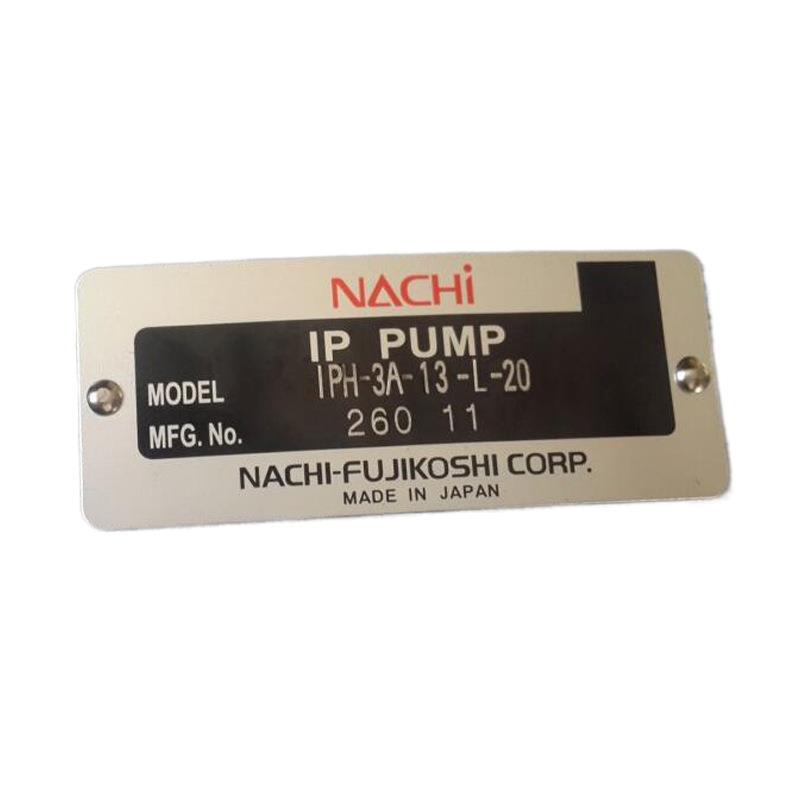 NACHi
IP PUMP
MODEL IPH-3A-13-L-20
MFG. No. 260 11
NACHI-FUJIKOSHI CORP.
MADE IN JAPAN